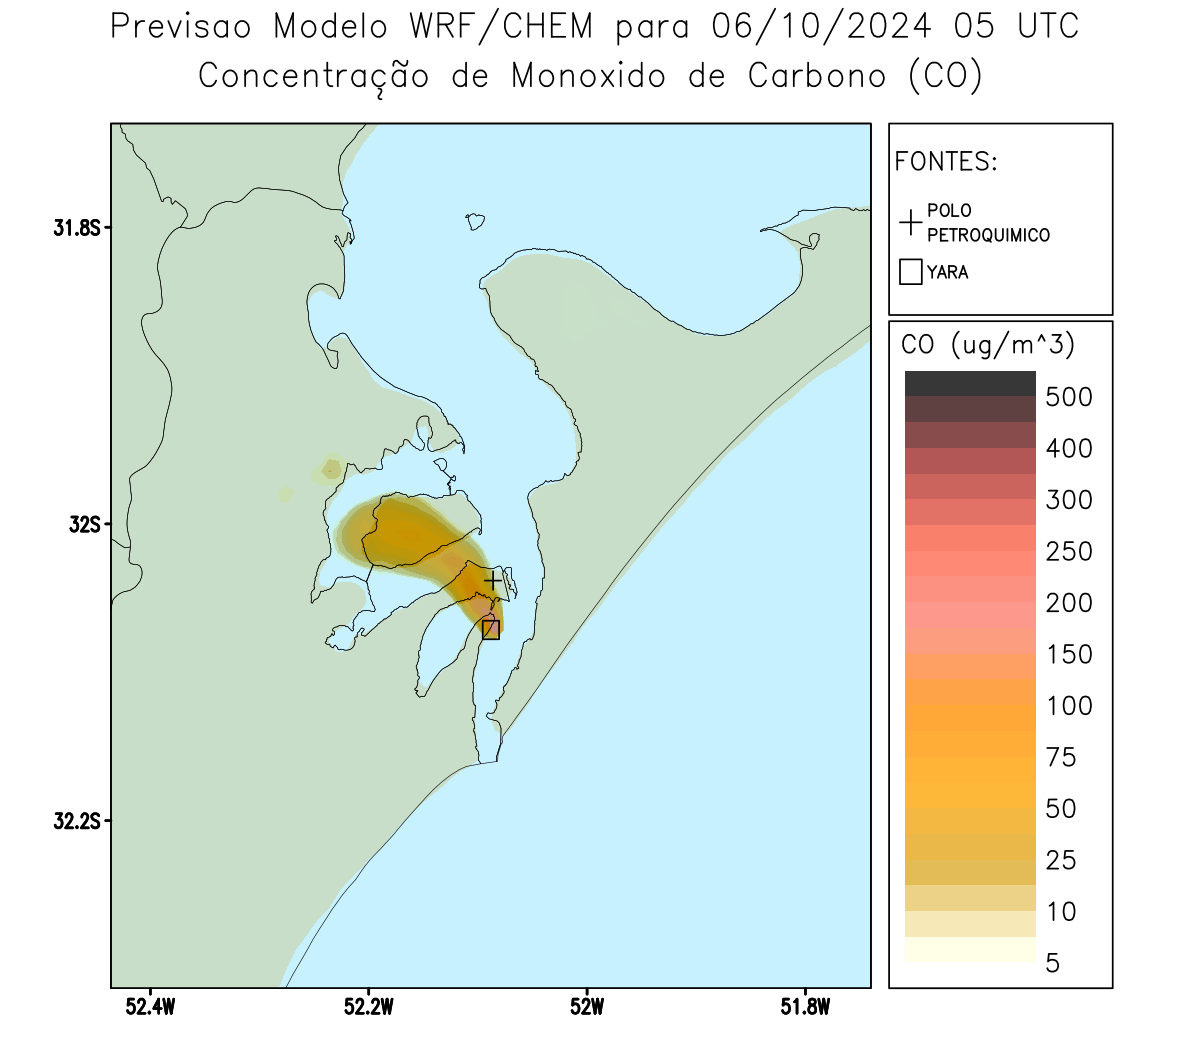 Previsao Modelo WRF/CHEM para 06/10/2024 05 UTC
Concentração de Monoxido de Carbono (CO)
FONTES:
POLO
PETROQUIMICO
YARA
CO (ug/m^3)
500
400
300
250
200
150
100
75
50
25
10
5
31.8S
32S
32.2S
52.4W
52.2W
52W
51.8W